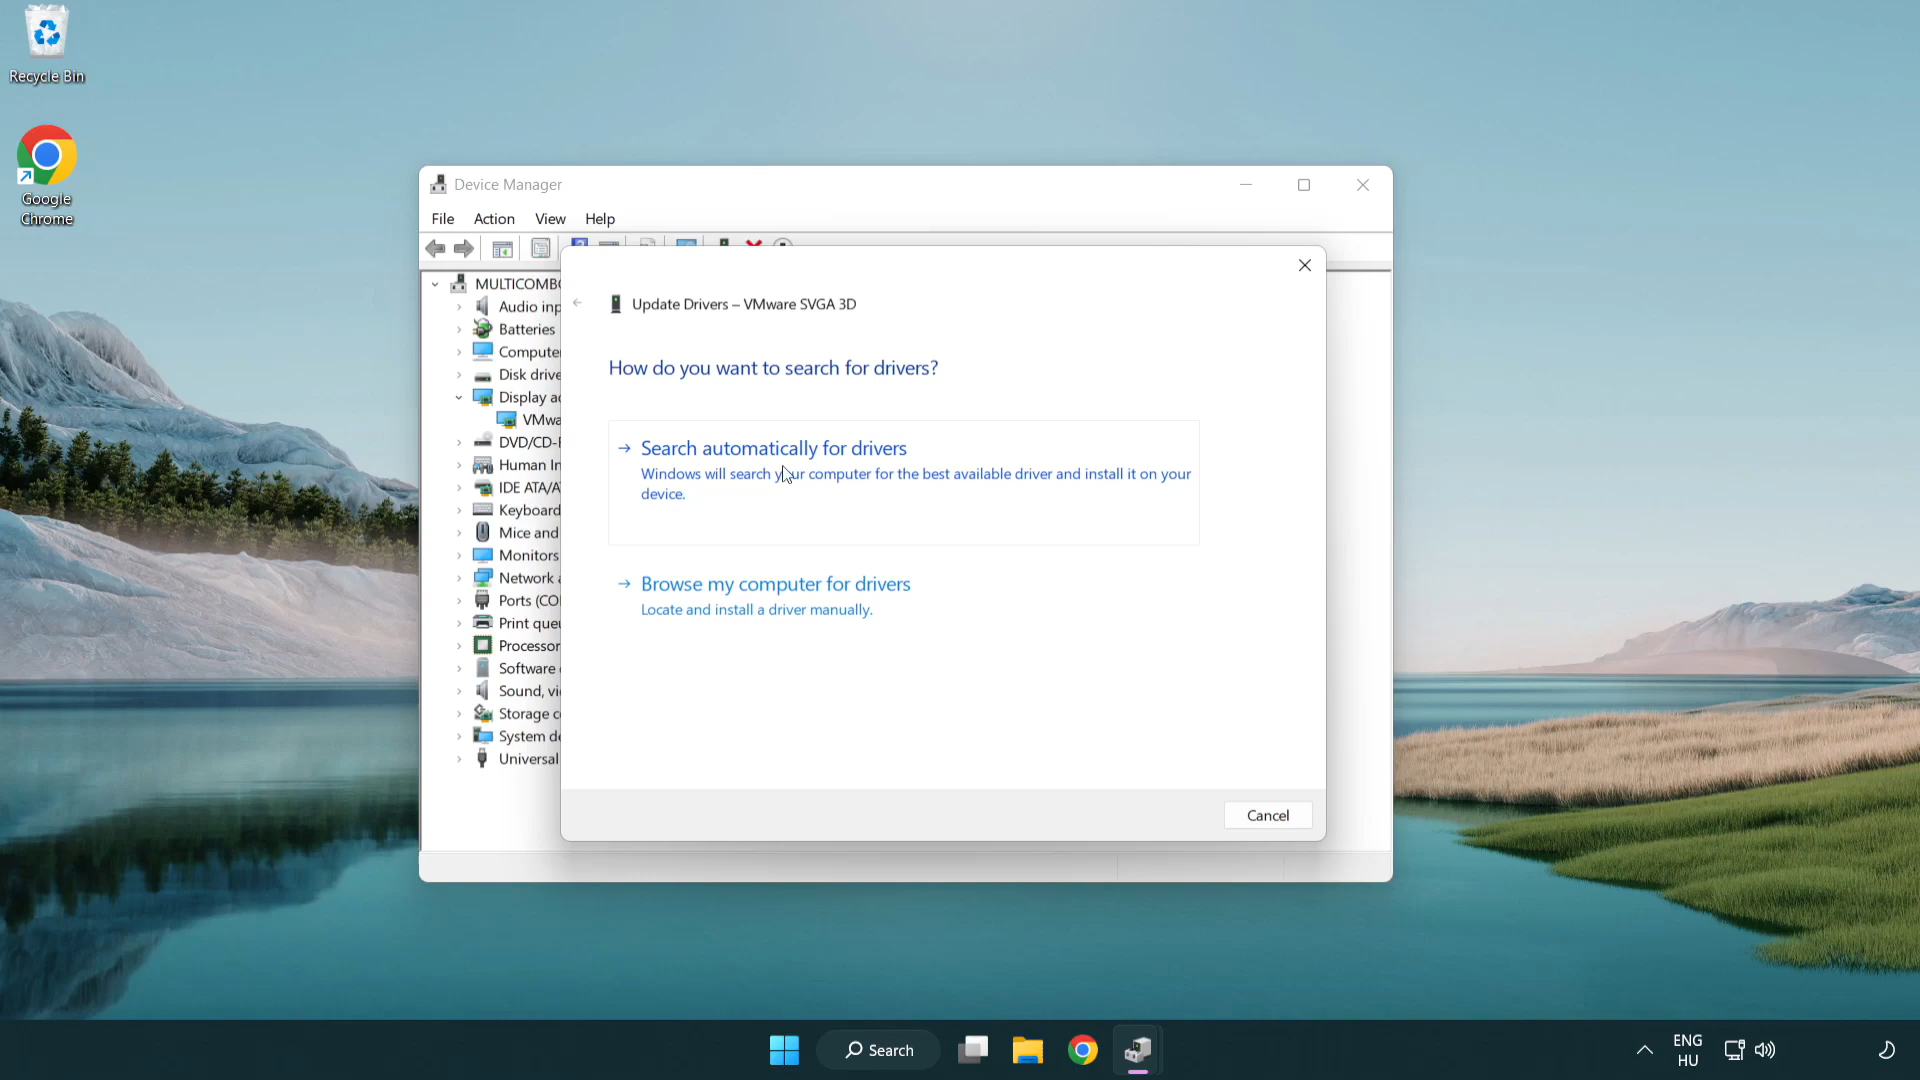 Recycle Bin
Google
Chrome
Device Manager
File Action View Help
MULTICOMBO
Audio inp
Batteries
Compute
Disk drive
Display a
VMwa
DVD/CD-
Human In
IDE ATA/A
Keyboard
Mice and
Monitors
Network a
Ports (CO
Print que
Processor
Software
Sound, vi
Storage c
System de
Universal
Update Drivers – VMware SVGA 3D
How do you want to search for drivers?
Search automatically for drivers
Windows will search your computer for the best available driver and install it on your
device.
Browse my computer for drivers
Locate and install a driver manually.
Cancel
Search
ENG
HU